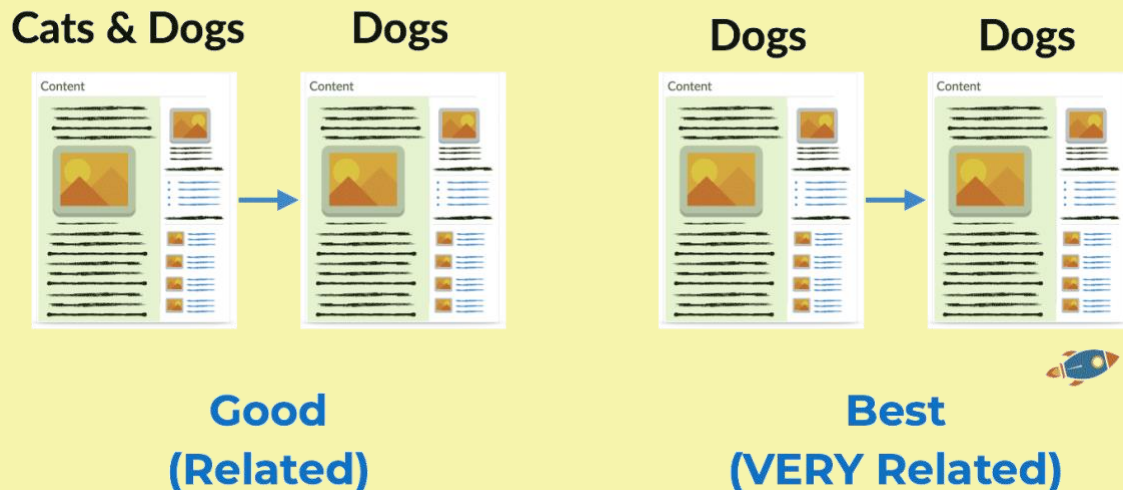 Cats & Dogs
Dogs
Dogs
Dogs
Content
Content
Content
Content
Good
(Related)
Best
(VERY Related)